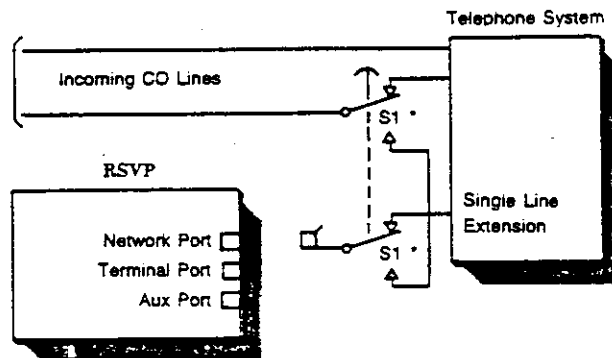 Telephone System
Incoming CO Lines
S1 *
RSVP
Network Port
Terminal Port
Aux Port
Single Line
Extension
S1 *